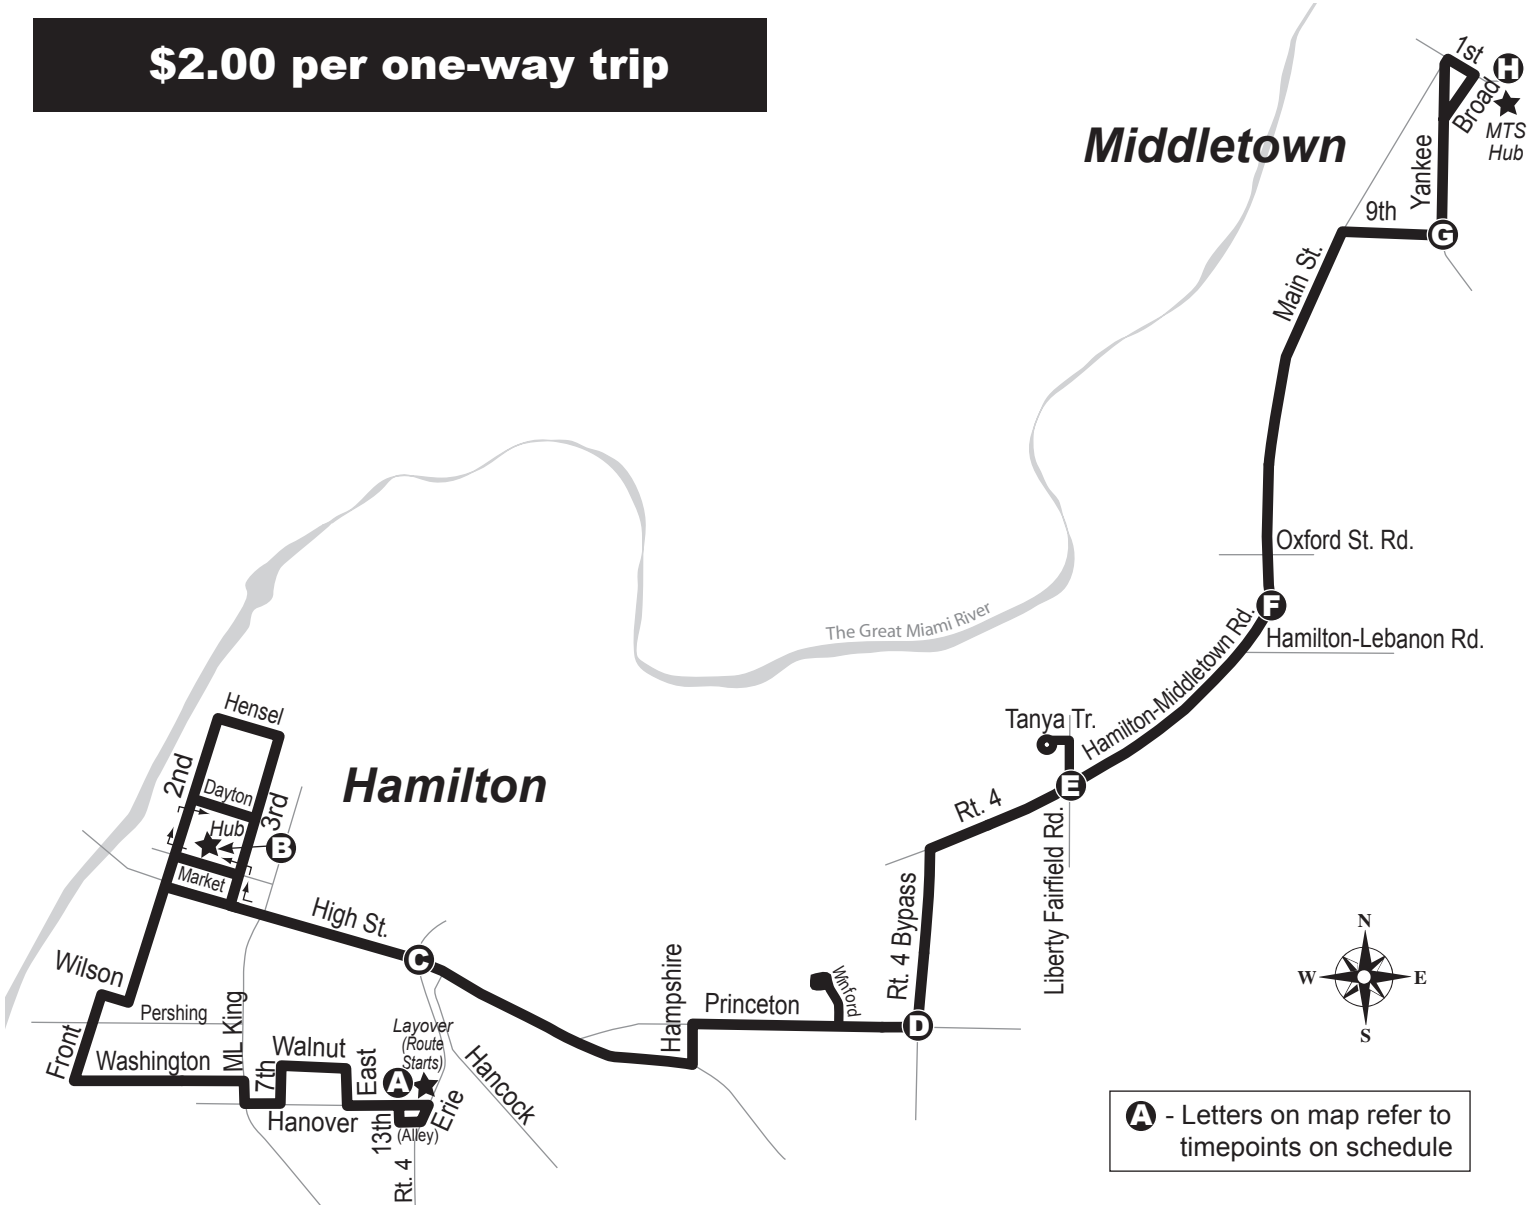 $2.00 per one-way trip
1st
H
Broad
MTS
Hub
Middletown
Yankee
9th
G
Main St.
Oxford St. Rd.
F
The Great Miami River
Hamilton-Lebanon Rd.
Hamilton-Middletown Rd.
Tanya Tr.
E
Rt. 4
Liberty Fairfield Rd.
Hensel
2nd
Hamilton
Dayton
3rd
Hub
B
Market
High St.
C
Rt. 4 Bypass
Wilson
Hampshire
Winford
Princeton
D
Pershing
ML King
Front
Washington
7th
Walnut
East
Layover
(Route
Starts)
A
Hancock
Erie
Hanover
13th
(Alley)
Rt. 4
N
W
E
S
A - Letters on map refer to
timepoints on schedule